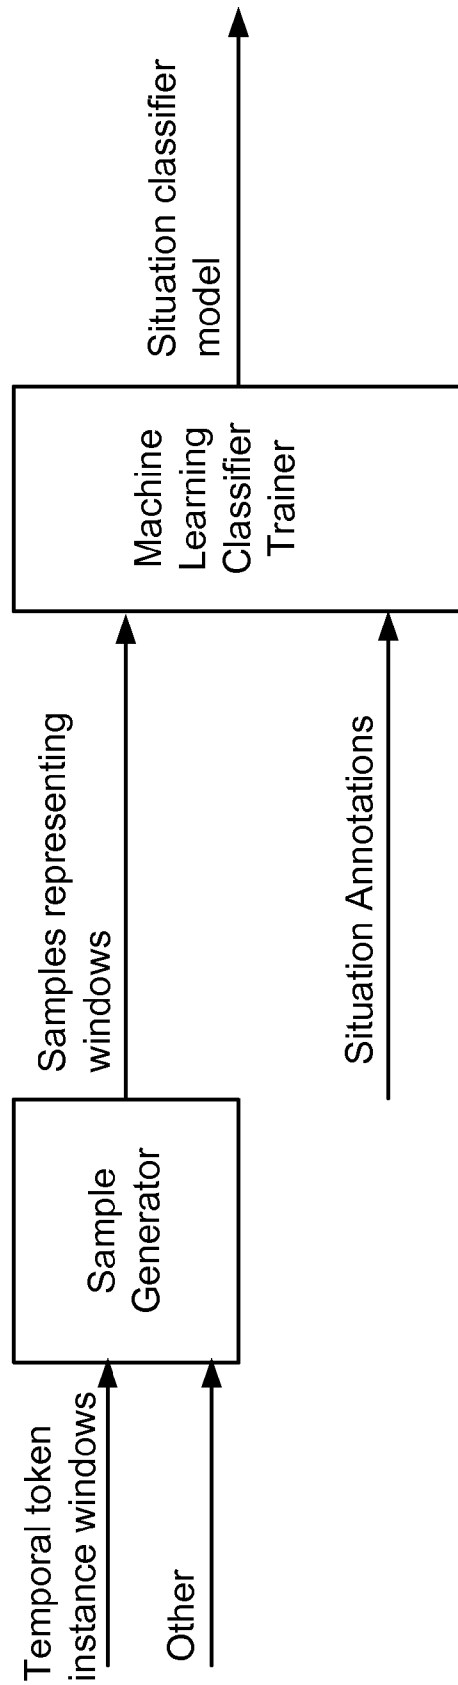 Temporal token
instance windows
Other
Sample
Generator
Samples representing
windows
Situation Annotations
Machine
Learning
Classifier
Trainer
Situation classifier
model